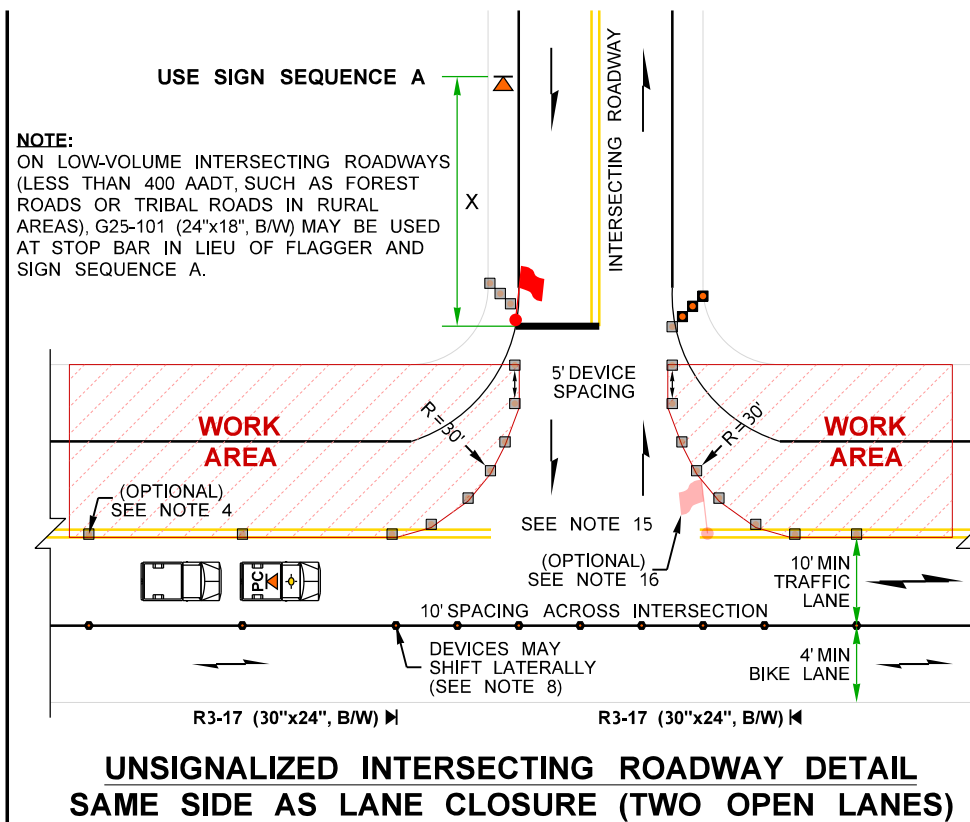 USE SIGN SEQUENCE A
NOTE:
ON LOW-VOLUME INTERSECTING ROADWAYS
(LESS THAN 400 AADT, SUCH AS FOREST
ROADS OR TRIBAL ROADS IN RURAL
AREAS), G25-101 (24"x18", B/W) MAY BE USED
AT STOP BAR IN LIEU OF FLAGGER AND
SIGN SEQUENCE A.
X
INTERSECTING ROADWAY
5' DEVICE
SPACING
WORK
AREA
R=30'
R=30'
WORK
AREA
(OPTIONAL)
SEE NOTE 4
SEE NOTE 15
(OPTIONAL)
SEE NOTE 16
10' MIN
TRAFFIC
LANE
PC
10' SPACING ACROSS INTERSECTION
DEVICES MAY
SHIFT LATERALLY
(SEE NOTE 8)
4' MIN
BIKE LANE
R3-17 (30"x24", B/W)
R3-17 (30"x24", B/W)
UNSIGNALIZED INTERSECTING ROADWAY DETAIL
SAME SIDE AS LANE CLOSURE (TWO OPEN LANES)